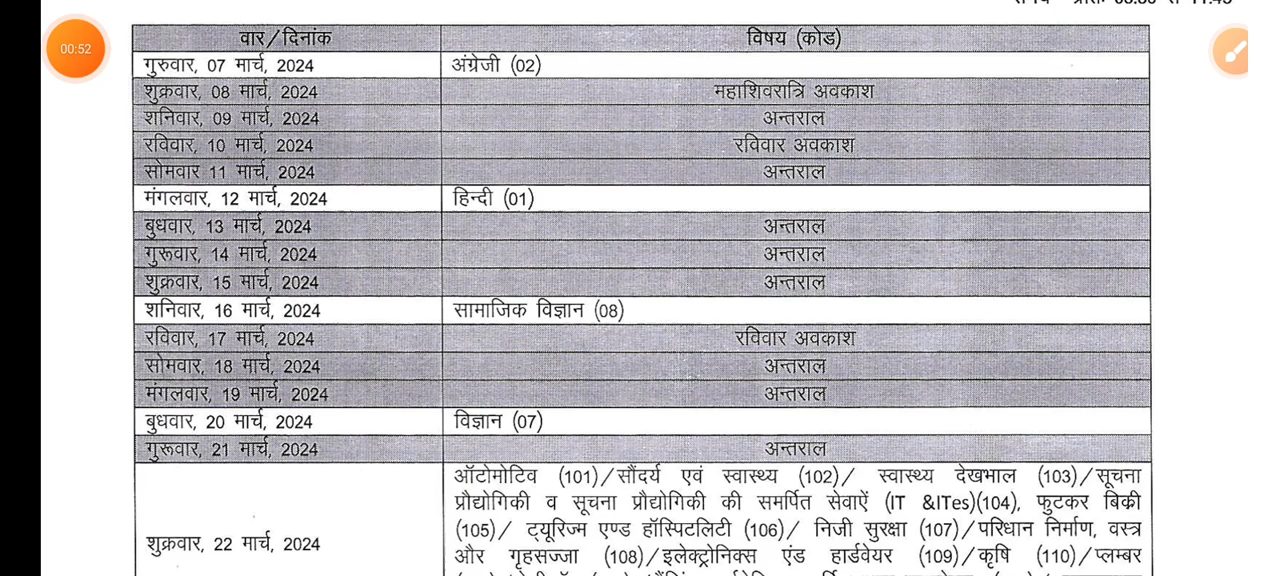 00:52
वार/दिनांक विषय (कोड)
गुरुवार, 07 मार्च, 2024 अंग्रेजी (02)
शुक्रवार, 08 मार्च, 2024 महाशिवरात्रि अवकाश
शनिवार, 09 मार्च, 2024 अन्तराल
रविवार, 10 मार्च, 2024 रविवार अवकाश
सोमवार 11 मार्च, 2024 अन्तराल
मंगलवार, 12 मार्च, 2024 हिन्दी (01)
बुधवार, 13 मार्च, 2024 अन्तराल
गुरूवार, 14 मार्च, 2024 अन्तराल
शुक्रवार, 15 मार्च, 2024 अन्तराल
शनिवार, 16 मार्च, 2024 सामाजिक विज्ञान (08)
रविवार, 17 मार्च, 2024 रविवार अवकाश
सोमवार, 18 मार्च, 2024 अन्तराल
मंगलवार, 19 मार्च, 2024 अन्तराल
बुधवार, 20 मार्च, 2024 विज्ञान (07)
गुरूवार, 21 मार्च, 2024 अन्तराल
ऑटोमोटिव (101)/सौंदर्य एवं स्वास्थ्य (102)/ स्वास्थ्य देखभाल (103)/सूचना
प्रौद्योगिकी व सूचना प्रौद्योगिकी की समर्पित सेवाऐं (IT &ITes)(104), फुटकर बिक्री
(105)/ ट्यूरिज्म एण्ड हॉस्पिटलिटी (106)/ निजी सुरक्षा (107)/परिधान निर्माण, वस्त्र
शुक्रवार, 22 मार्च, 2024 और गृहसज्जा (108)/इलेक्ट्रोनिक्स एंड हार्डवेयर (109)/कृषि (110)/प्लम्बर